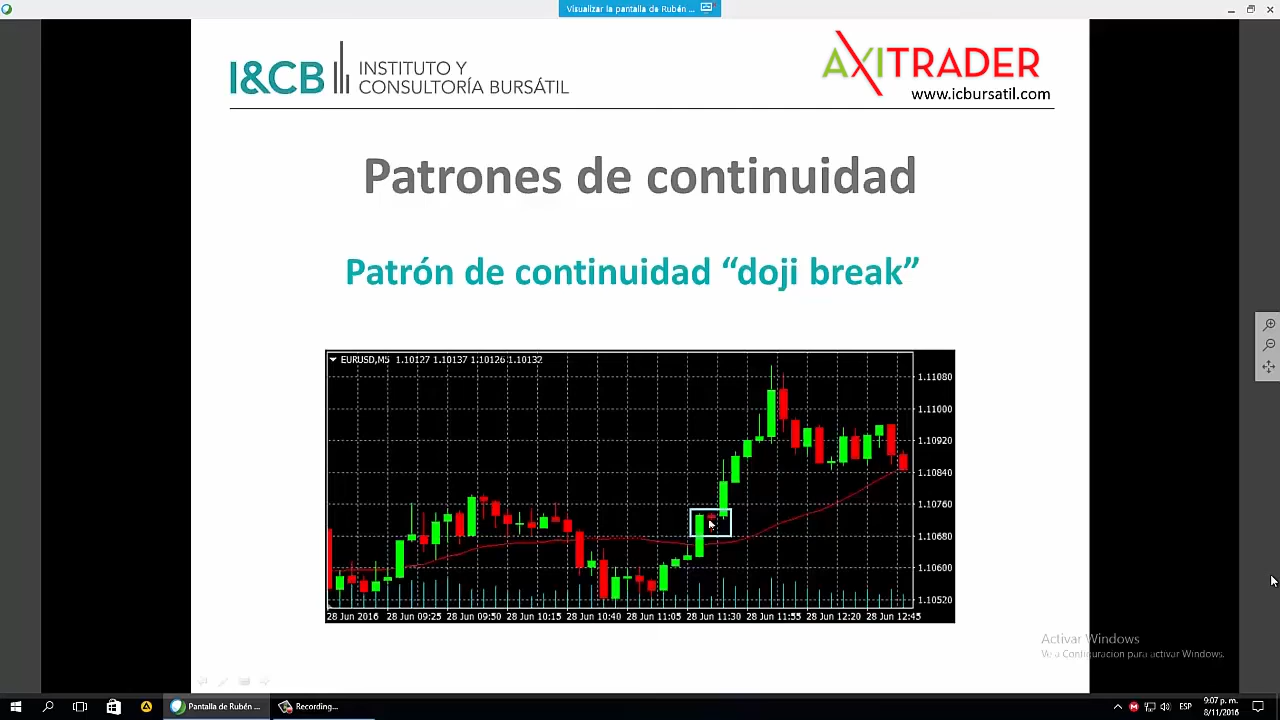 Visualizar la pantalla de Rubén ...
I&CB
INSTITUTO Y
CONSULTORÍA BURSÁTIL
AXITRADER
www.icbursatil.com
Patrones de continuidad
Patrón de continuidad “doji break”
EURUSD,M5 1.10127 1.10137 1.10126 1.10132
1.11080
1.11000
1.10920
1.10840
1.10760
1.10680
1.10600
1.10520
28 Jun 2016 28 Jun 09:25 28 Jun 09:50 28 Jun 10:15 28 Jun 10:40 28 Jun 11:05 28 Jun 11:30 28 Jun 11:55 28 Jun 12:20 28 Jun 12:45
Activar Windows
Ve a Configuración para activar Windows.
Pantalla de Rubén ...
Recording...
ESP
9:07 p. m.
8/11/2016